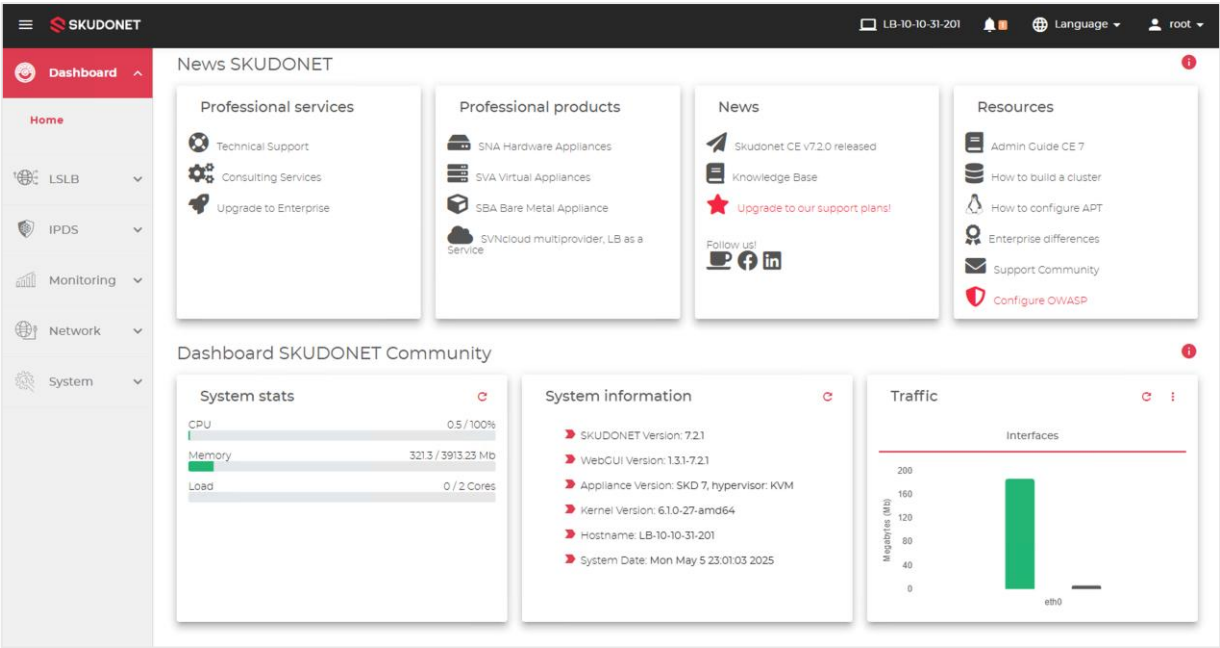 SKUDONET
LB-10-10-31-201
Language
root
Dashboard
Home
LSLB
IPDS
Monitoring
Network
System
News SKUDONET
Professional services
Technical Support
Consulting Services
Upgrade to Enterprise
Professional products
SNA Hardware Appliances
SVA Virtual Appliances
SBA Bare Metal Appliance
SVNcloud multiprovider, LB as a
Service
News
Skudonet CE v7.2.0 released
Knowledge Base
Upgrade to our support plans!
Follow us!
Resources
Admin Guide CE 7
How to build a cluster
How to configure APT
Enterprise differences
Support Community
Configure OWASP
Dashboard SKUDONET Community
System stats
CPU 0.5 / 100%
Memory 321.3 / 3913.23 Mb
Load 0 / 2 Cores
System information
SKUDONET Version: 7.2.1
WebGUI Version: 1.3.1-7.2.1
Appliance Version: SKD 7, hypervisor: KVM
Kernel Version: 6.1.0-27-amd64
Hostname: LB-10-10-31-201
System Date: Mon May 5 23:01:03 2025
Traffic
Interfaces
Megabytes (Mb)
200
160
120
80
40
0
eth0